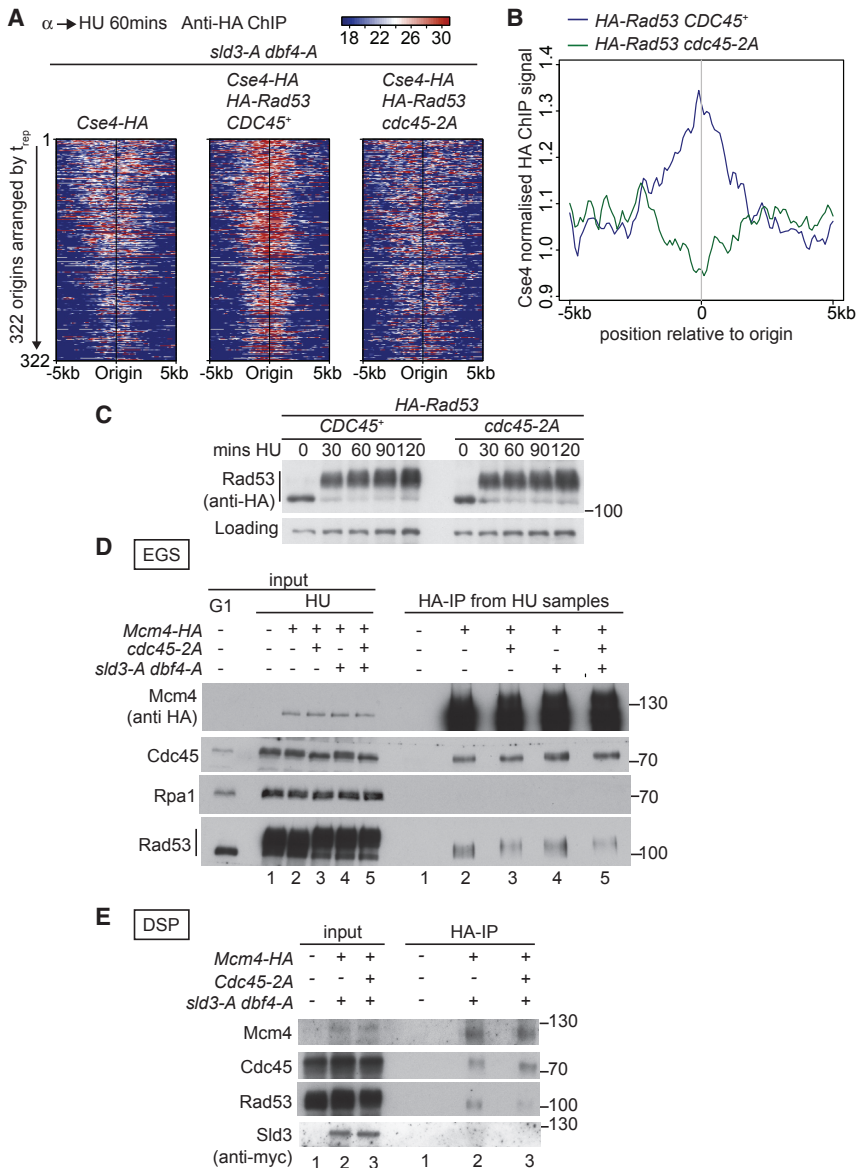 A
α → HU 60mins Anti-HA ChIP
18 22 26 30
sld3-A dbf4-A
Cse4-HA
Cse4-HA
HA-Rad53
CDC45⁺
Cse4-HA
HA-Rad53
cdc45-2A
322 origins arranged by t_rep
1
322
-5kb Origin 5kb
-5kb Origin 5kb
-5kb Origin 5kb
B
HA-Rad53 CDC45⁺
HA-Rad53 cdc45-2A
Cse4 normalised HA ChIP signal
1.4
1.3
1.2
1.1
1.0
0.9
-5kb 0 5kb
position relative to origin
C
HA-Rad53
CDC45⁺ cdc45-2A
mins HU 0 30 60 90 120 0 30 60 90 120
Rad53
(anti-HA)
–100
Loading
D
EGS
input
G1 HU HA-IP from HU samples
Mcm4-HA - - + + + + - + + + +
cdc45-2A - - - + - + - - + - +
sld3-A dbf4-A - - - - + + - - - + +
Mcm4
(anti HA)
–130
Cdc45 –70
Rpa1 –70
Rad53 –100
1 2 3 4 5 1 2 3 4 5
E
DSP
input HA-IP
Mcm4-HA - + + - + +
Cdc45-2A - - + - - +
sld3-A dbf4-A - + + - + +
Mcm4 –130
Cdc45 –70
Rad53 –100
–130
Sld3
(anti-myc)
1 2 3 1 2 3